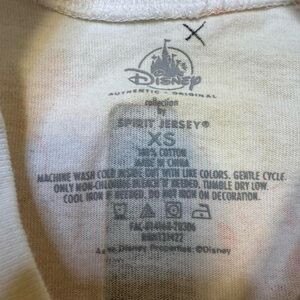 Disney
AUTHENTIC • ORIGINAL
collection
by
SPIRIT JERSEY®
XS
100% COTTON
MADE IN CHINA
MACHINE WASH COLD INSIDE OUT WITH LIKE COLORS. GENTLE CYCLE.
ONLY NON-CHLORINE BLEACH IF NEEDED. TUMBLE DRY LOW.
COOL IRON IF NEEDED. DO NOT IRON ON DECORATION.
Disney Properties: ©Disney